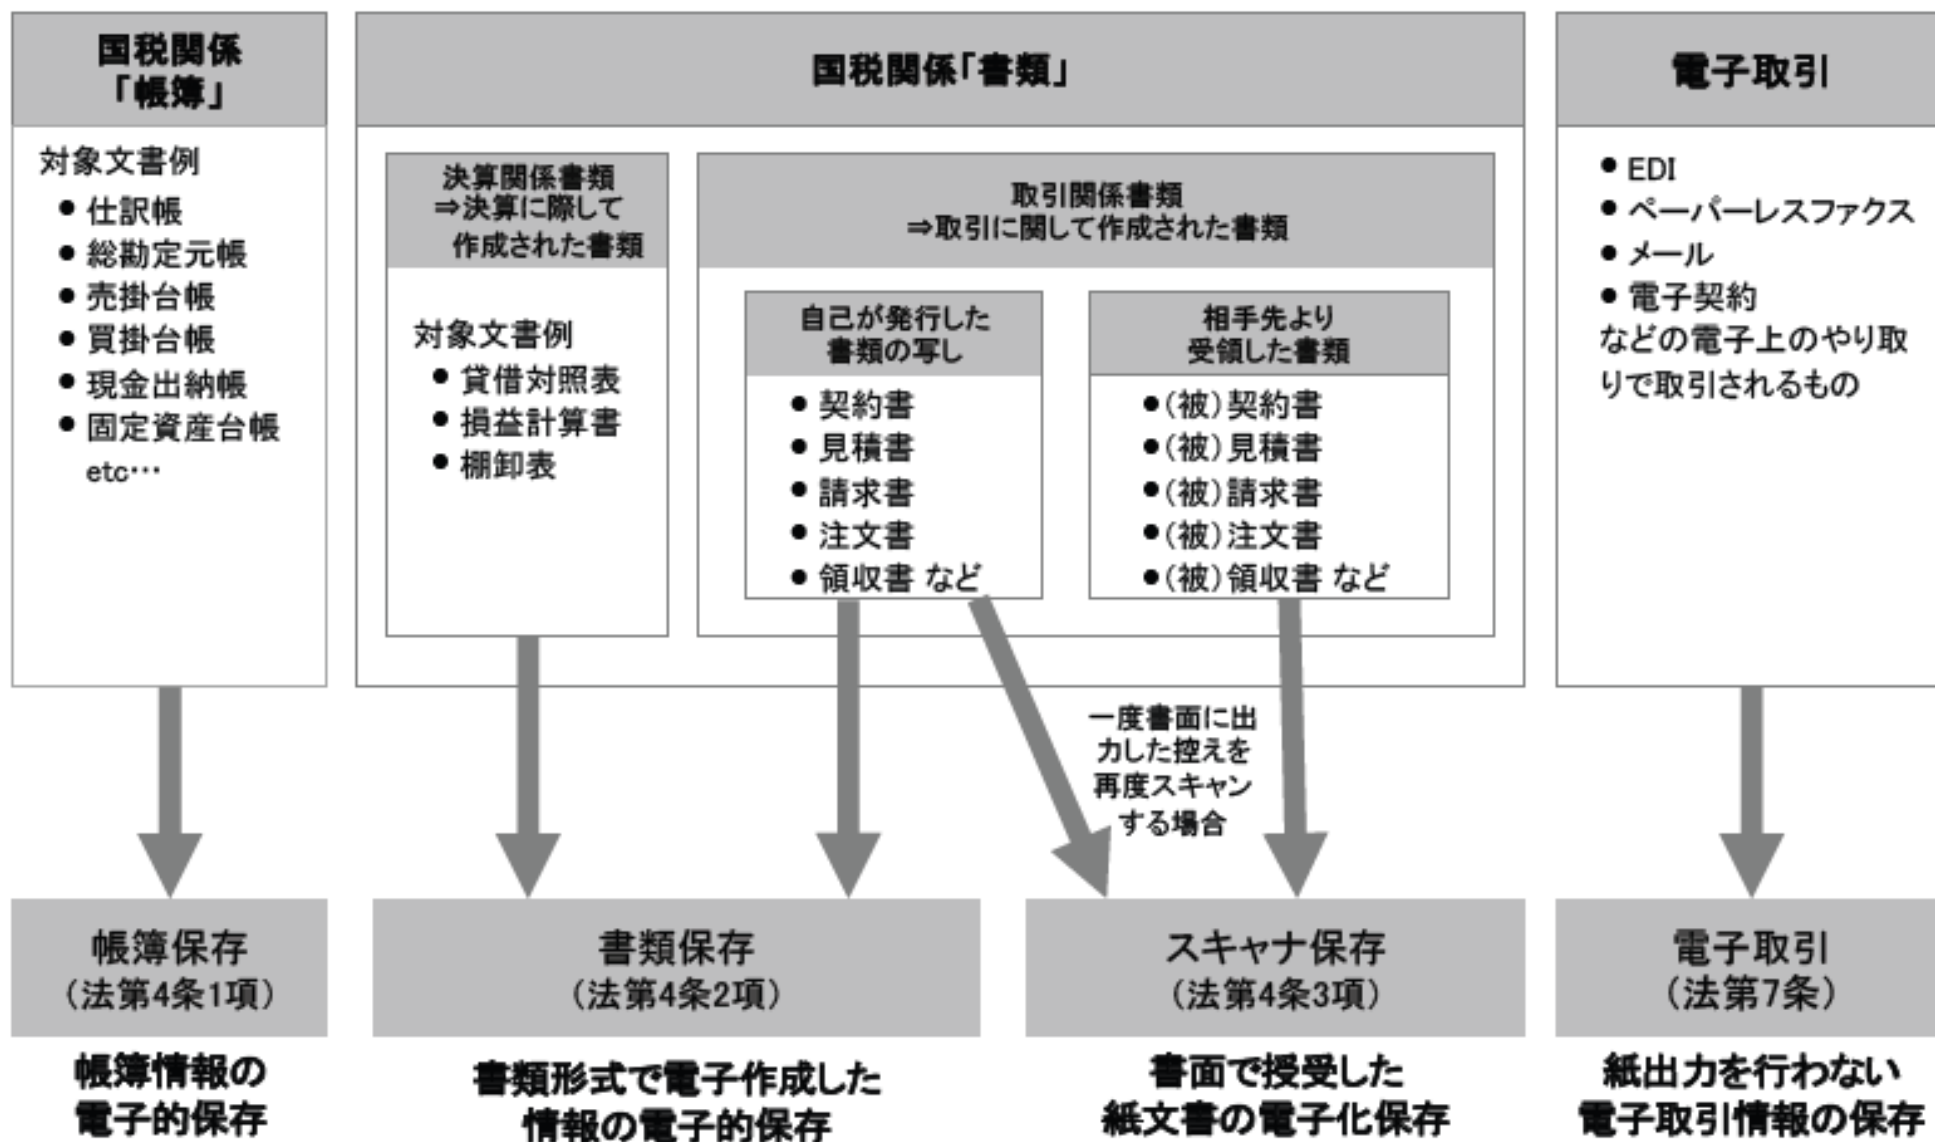 国税関係
「帳簿」
対象文書例
● 仕訳帳
● 総勘定元帳
● 売掛台帳
● 買掛台帳
● 現金出納帳
● 固定資産台帳
etc…
国税関係「書類」
決算関係書類
⇒決算に際して
作成された書類
対象文書例
● 貸借対照表
● 損益計算書
● 棚卸表
取引関係書類
⇒取引に関して作成された書類
自己が発行した
書類の写し
● 契約書
● 見積書
● 請求書
● 注文書
● 領収書 など
相手先より
受領した書類
●(被)契約書
●(被)見積書
●(被)請求書
●(被)注文書
●(被)領収書 など
電子取引
● EDI
● ペーパーレスファクス
● メール
● 電子契約
などの電子上のやり取
りで取引されるもの
一度書面に出
力した控えを
再度スキャン
する場合
帳簿保存
(法第4条1項)
帳簿情報の
電子的保存
書類保存
(法第4条2項)
書類形式で電子作成した
情報の電子的保存
スキャナ保存
(法第4条3項)
書面で授受した
紙文書の電子化保存
電子取引
(法第7条)
紙出力を行わない
電子取引情報の保存